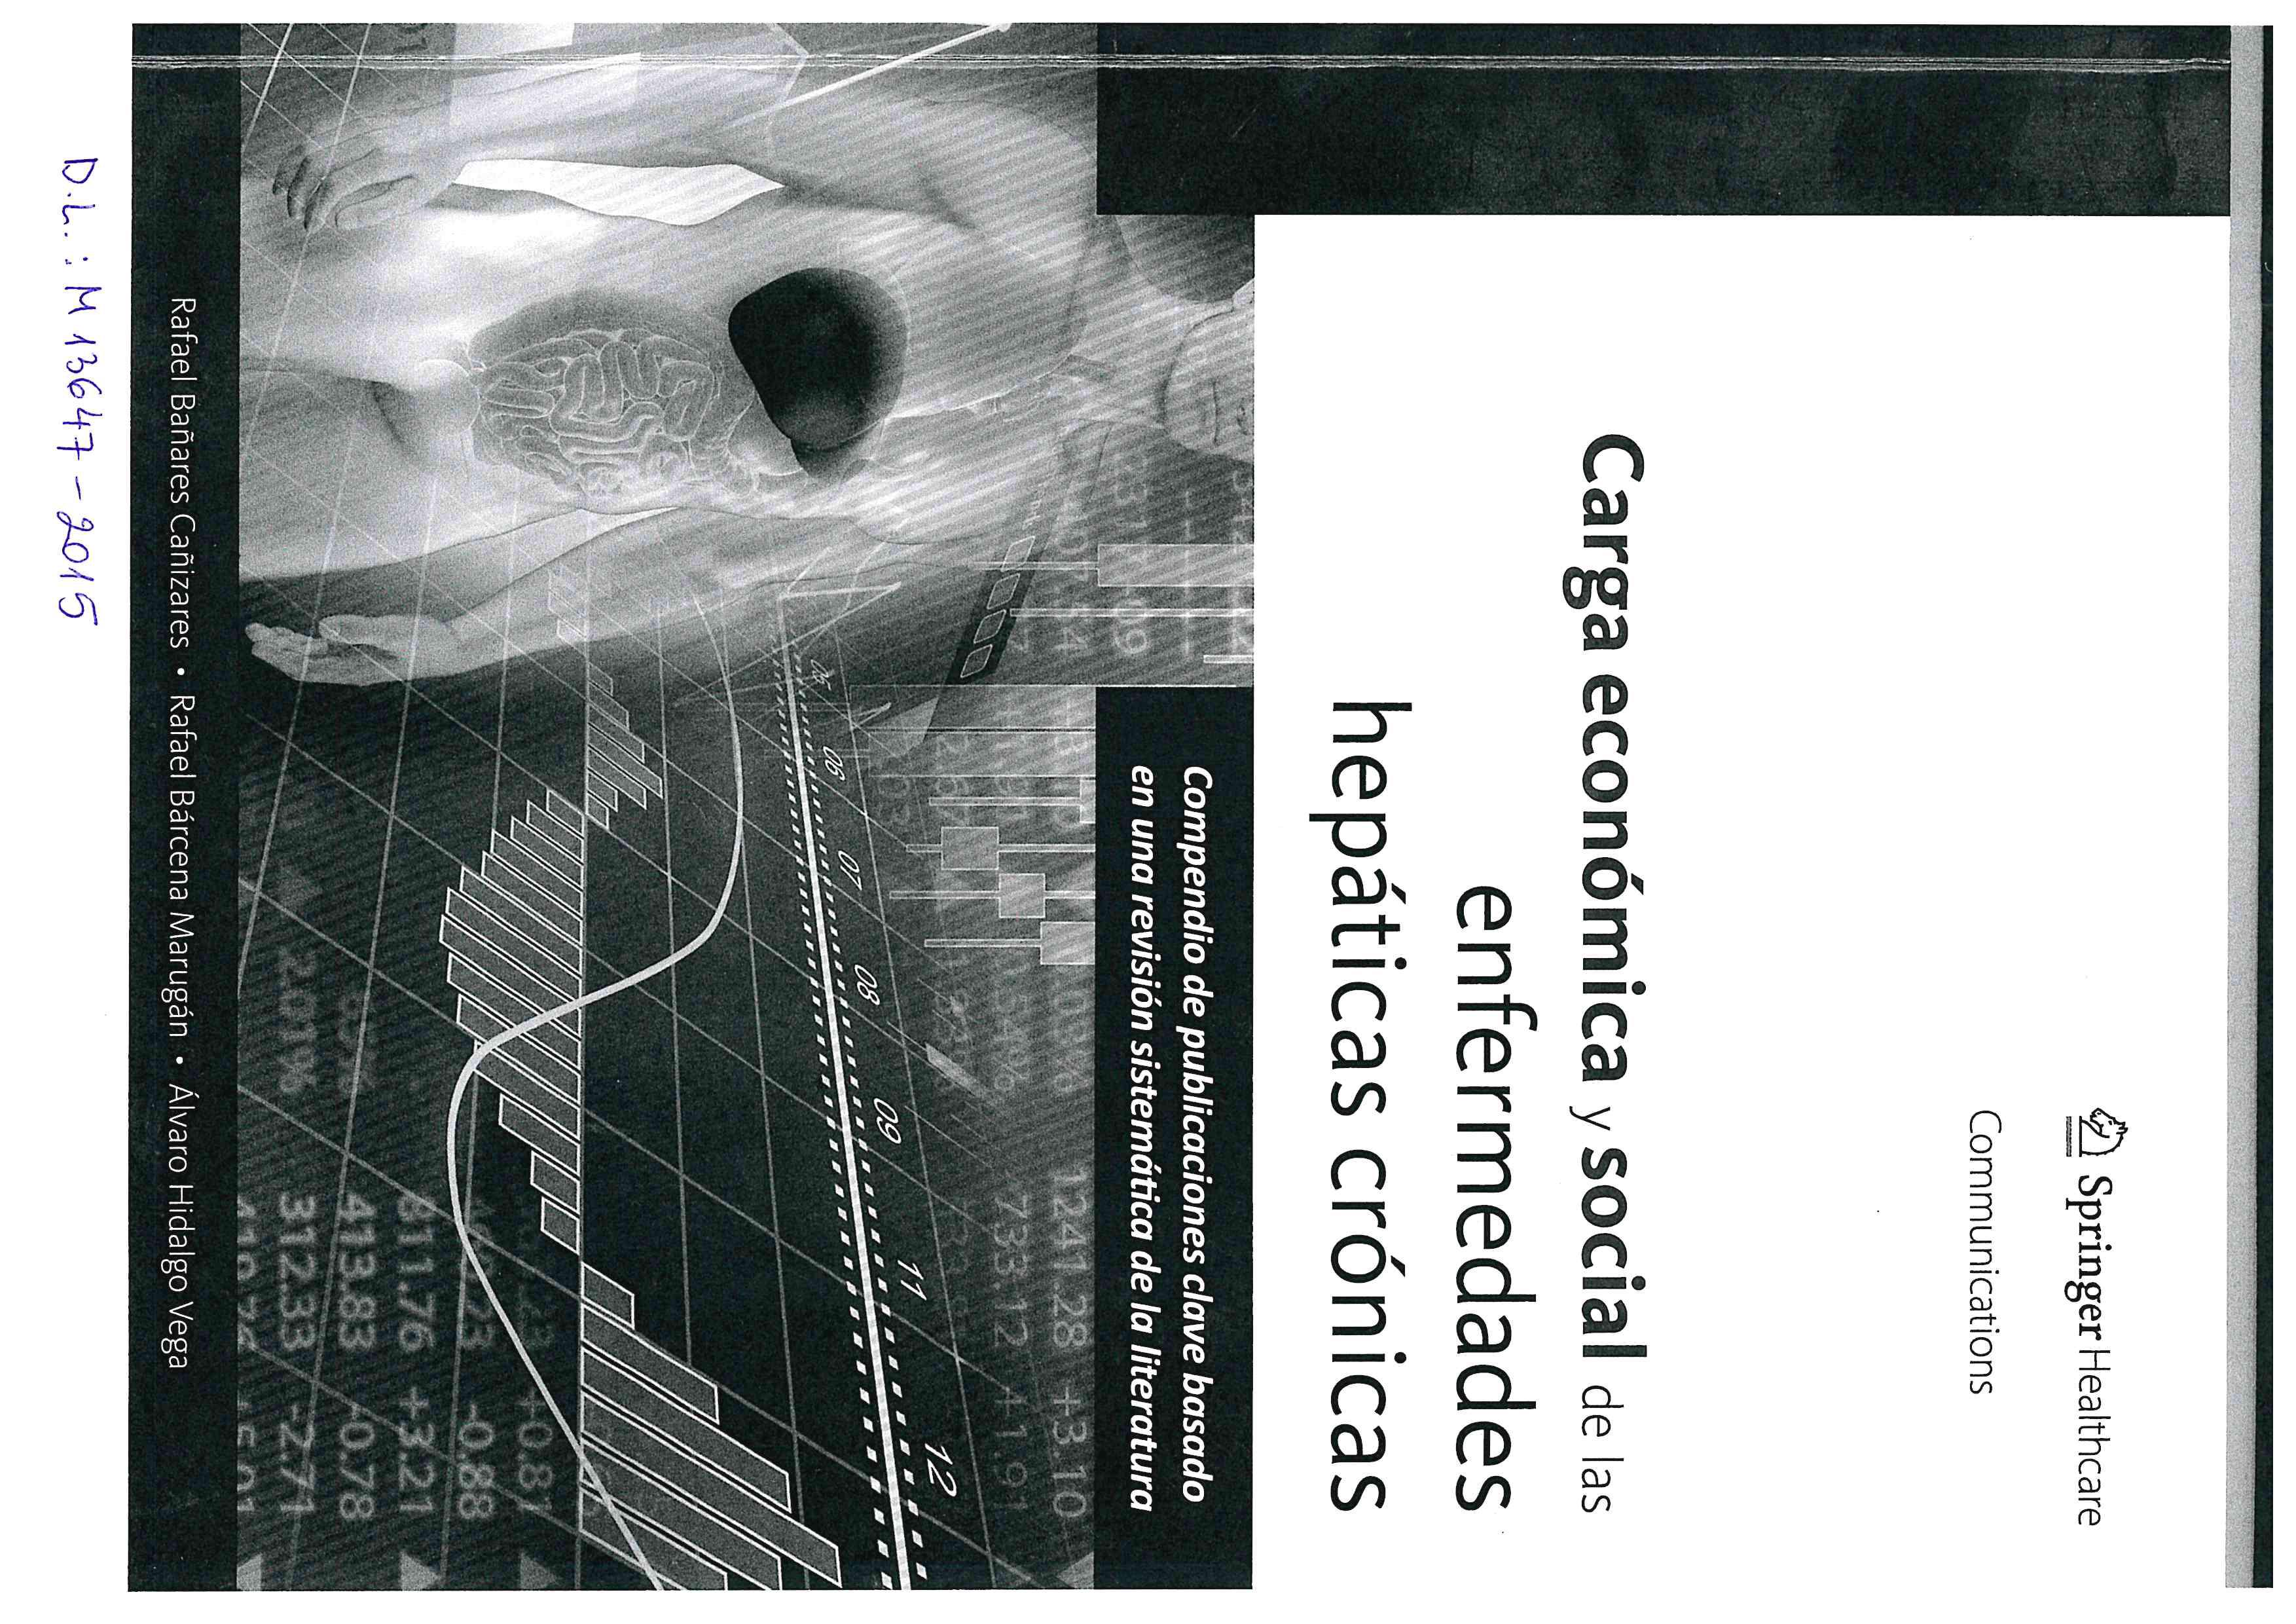 Springer Healthcare
Communications
Carga económica y social de las
enfermedades
hepáticas crónicas
Compendio de publicaciones clave basado
en una revisión sistemática de la literatura
1241.28 +3.10
733.12 +1.91
12
11
09
08
07
06
05
+0.81
-0.88
811.76 +3.21
413.83 -0.78
2.01% 312.33 -2.71
Rafael Bañares Cañizares • Rafael Bárcena Marugán • Álvaro Hidalgo Vega
D.L.: M 13647-2015